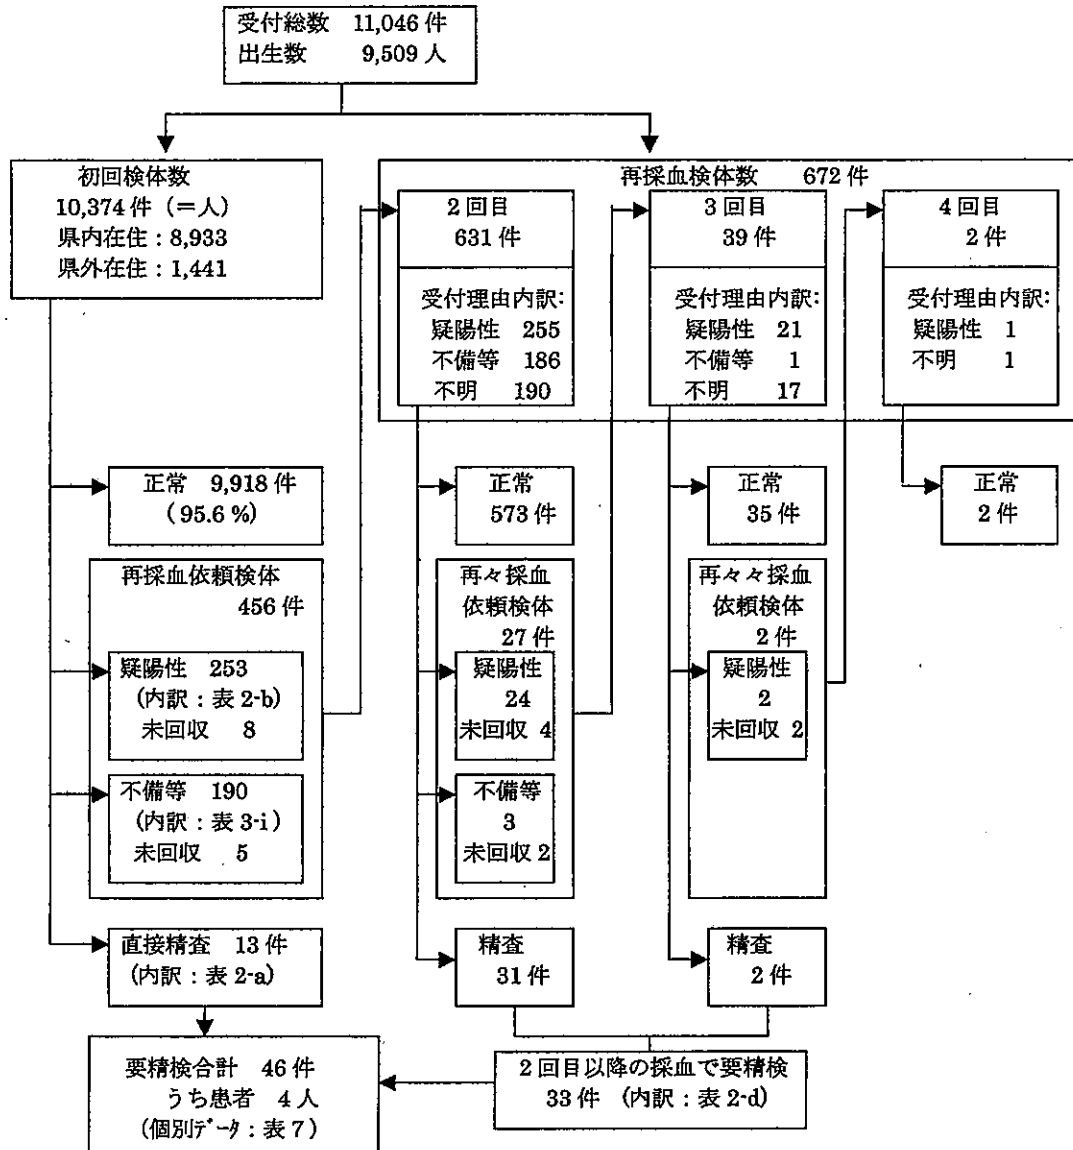 受付総数 11,046 件
出生数 9,509 人
初回検体数
10,374 件 (＝人)
県内在住：8,933
県外在住：1,441
再採血検体数 672 件
2 回目
631 件
受付理由内訳：
疑陽性 255
不備等 186
不明 190
3 回目
39 件
受付理由内訳：
疑陽性 21
不備等 1
不明 17
4 回目
2 件
受付理由内訳：
疑陽性 1
不明 1
正常 9,918 件
(95.6 %)
正常
573 件
正常
35 件
正常
2 件
再採血依頼検体
456 件
疑陽性 253
(内訳：表 2-b)
未回収 8
不備等 190
(内訳：表 3-i)
未回収 5
再々採血
依頼検体
27 件
疑陽性
24
未回収 4
不備等
3
未回収 2
再々々採血
依頼検体
2 件
疑陽性
2
未回収 2
直接精査 13 件
(内訳：表 2-a)
精査
31 件
精査
2 件
要精検合計 46 件
うち患者 4 人
(個別ﾃﾞｰﾀ：表 7)
2 回目以降の採血で要精検
33 件 (内訳：表 2-d)